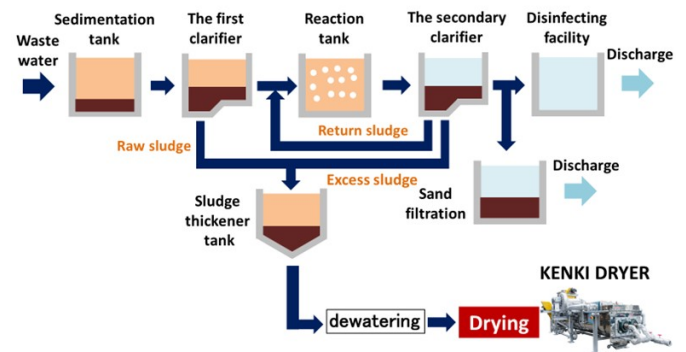 Waste
water
Sedimentation
tank
The first
clarifier
Reaction
tank
The secondary
clarifier
Disinfecting
facility
Discharge
Raw sludge
Return sludge
Excess sludge
Sludge
thickener
tank
Sand
filtration
Discharge
dewatering
Drying
KENKI DRYER